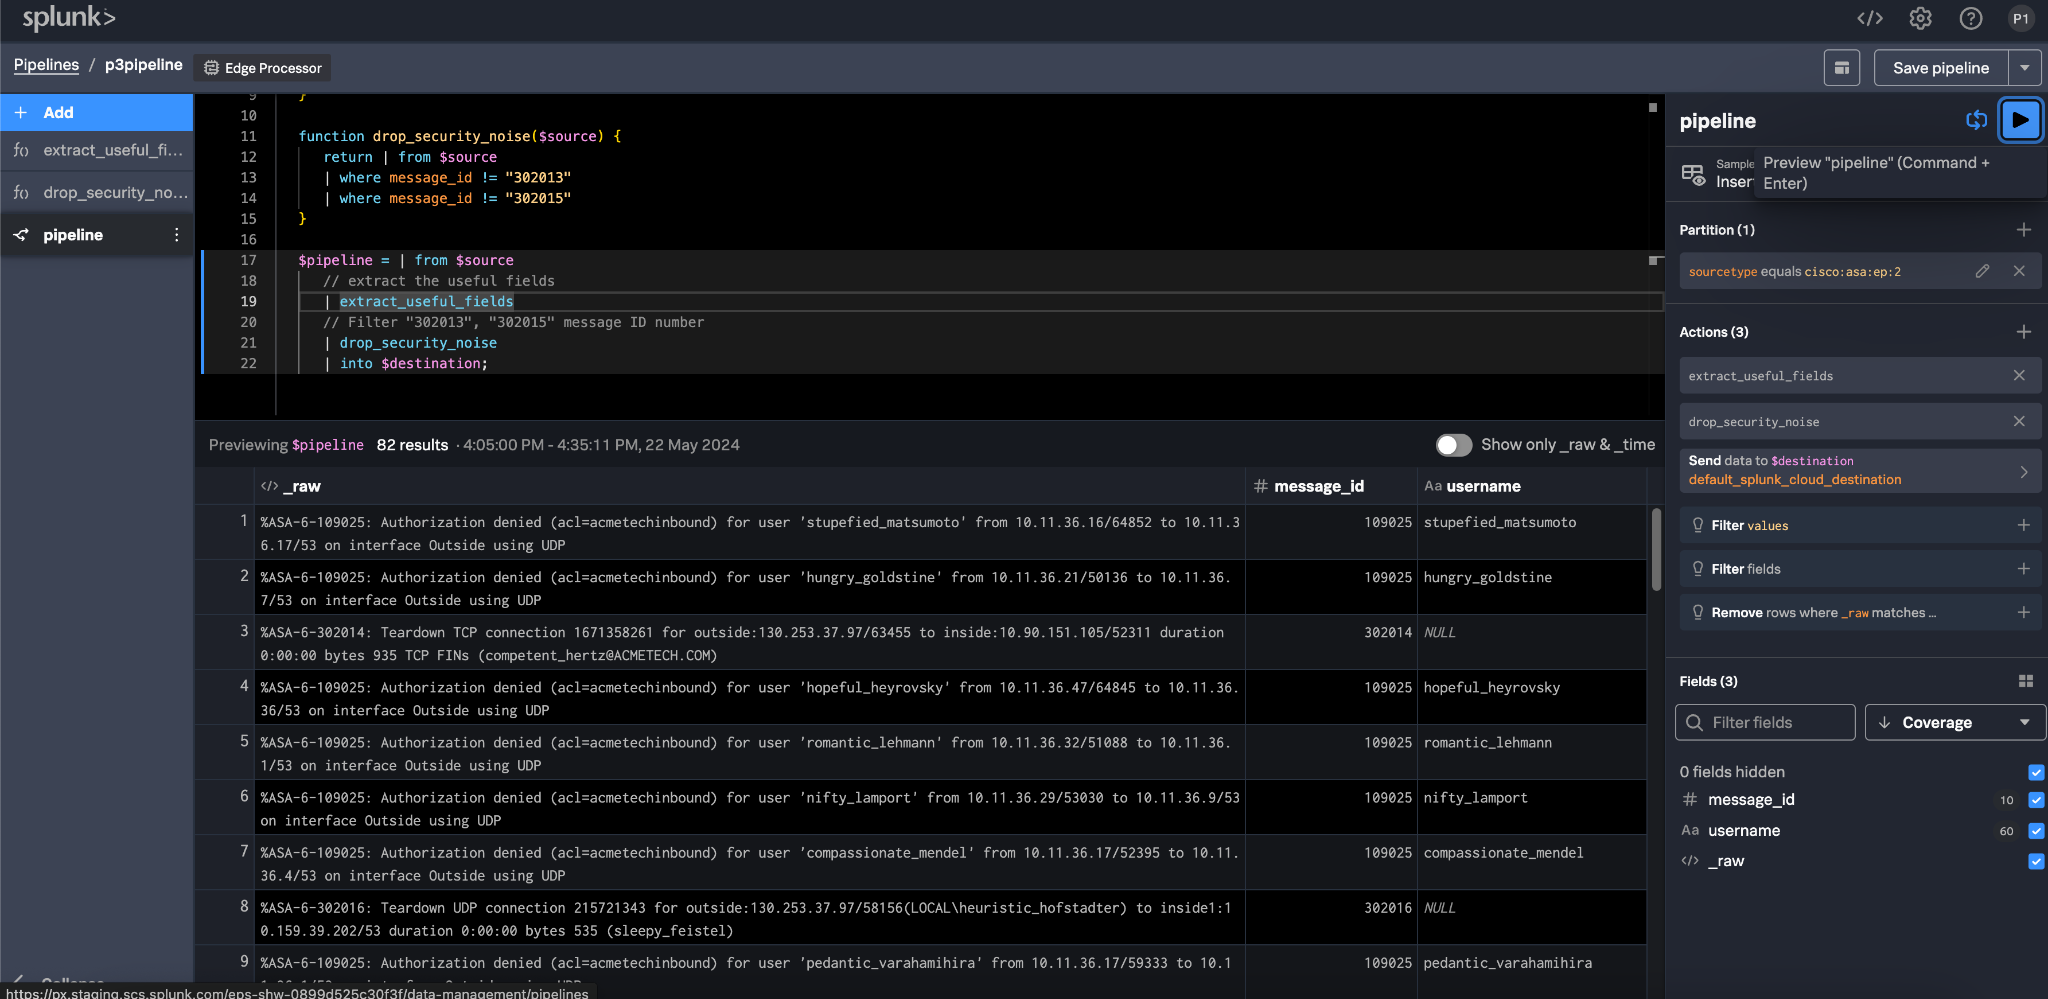 splunk>
</>
P1
Pipelines / p3pipeline
Edge Processor
Save pipeline
+ Add
extract_useful_fi...
drop_security_no...
pipeline
9 }
10
11 function drop_security_noise($source) {
12 return | from $source
13 | where message_id != "302013"
14 | where message_id != "302015"
15 }
16
17 $pipeline = | from $source
18 // extract the useful fields
19 | extract_useful_fields
20 // Filter "302013", "302015" message ID number
21 | drop_security_noise
22 | into $destination;
Previewing $pipeline 82 results · 4:05:00 PM - 4:35:11 PM, 22 May 2024
Show only _raw & _time
</> _raw
# message_id
Aa username
1 %ASA-6-109025: Authorization denied (acl=acmetechinbound) for user 'stupefied_matsumoto' from 10.11.36.16/64852 to 10.11.3
6.17/53 on interface Outside using UDP
109025 stupefied_matsumoto
2 %ASA-6-109025: Authorization denied (acl=acmetechinbound) for user 'hungry_goldstine' from 10.11.36.21/50136 to 10.11.36.
7/53 on interface Outside using UDP
109025 hungry_goldstine
3 %ASA-6-302014: Teardown TCP connection 1671358261 for outside:130.253.37.97/63455 to inside:10.90.151.105/52311 duration
0:00:00 bytes 935 TCP FINs (competent_hertz@ACMETECH.COM)
302014 NULL
4 %ASA-6-109025: Authorization denied (acl=acmetechinbound) for user 'hopeful_heyrovsky' from 10.11.36.47/64845 to 10.11.36.
36/53 on interface Outside using UDP
109025 hopeful_heyrovsky
5 %ASA-6-109025: Authorization denied (acl=acmetechinbound) for user 'romantic_lehmann' from 10.11.36.32/51088 to 10.11.36.
1/53 on interface Outside using UDP
109025 romantic_lehmann
6 %ASA-6-109025: Authorization denied (acl=acmetechinbound) for user 'nifty_lamport' from 10.11.36.29/53030 to 10.11.36.9/53
on interface Outside using UDP
109025 nifty_lamport
7 %ASA-6-109025: Authorization denied (acl=acmetechinbound) for user 'compassionate_mendel' from 10.11.36.17/52395 to 10.11.
36.4/53 on interface Outside using UDP
109025 compassionate_mendel
8 %ASA-6-302016: Teardown UDP connection 215721343 for outside:130.253.37.97/58156(LOCAL\heuristic_hofstadter) to inside1:1
0.159.39.202/53 duration 0:00:00 bytes 535 (sleepy_feistel)
302016 NULL
9 %ASA-6-109025: Authorization denied (acl=acmetechinbound) for user 'pedantic_varahamihira' from 10.11.36.17/59333 to 10.1
109025 pedantic_varahamihira
https://px.staging.scs.splunk.com/eps-shw-0899d525c30f3f/data-management/pipelines
pipeline
Sample
Inser
Preview "pipeline" (Command +
Enter)
Partition (1)
sourcetype equals cisco:asa:ep:2
Actions (3)
extract_useful_fields
drop_security_noise
Send data to $destination
default_splunk_cloud_destination
Filter values
Filter fields
Remove rows where _raw matches ...
Fields (3)
Filter fields
Coverage
0 fields hidden
# message_id 10
Aa username 60
</> _raw